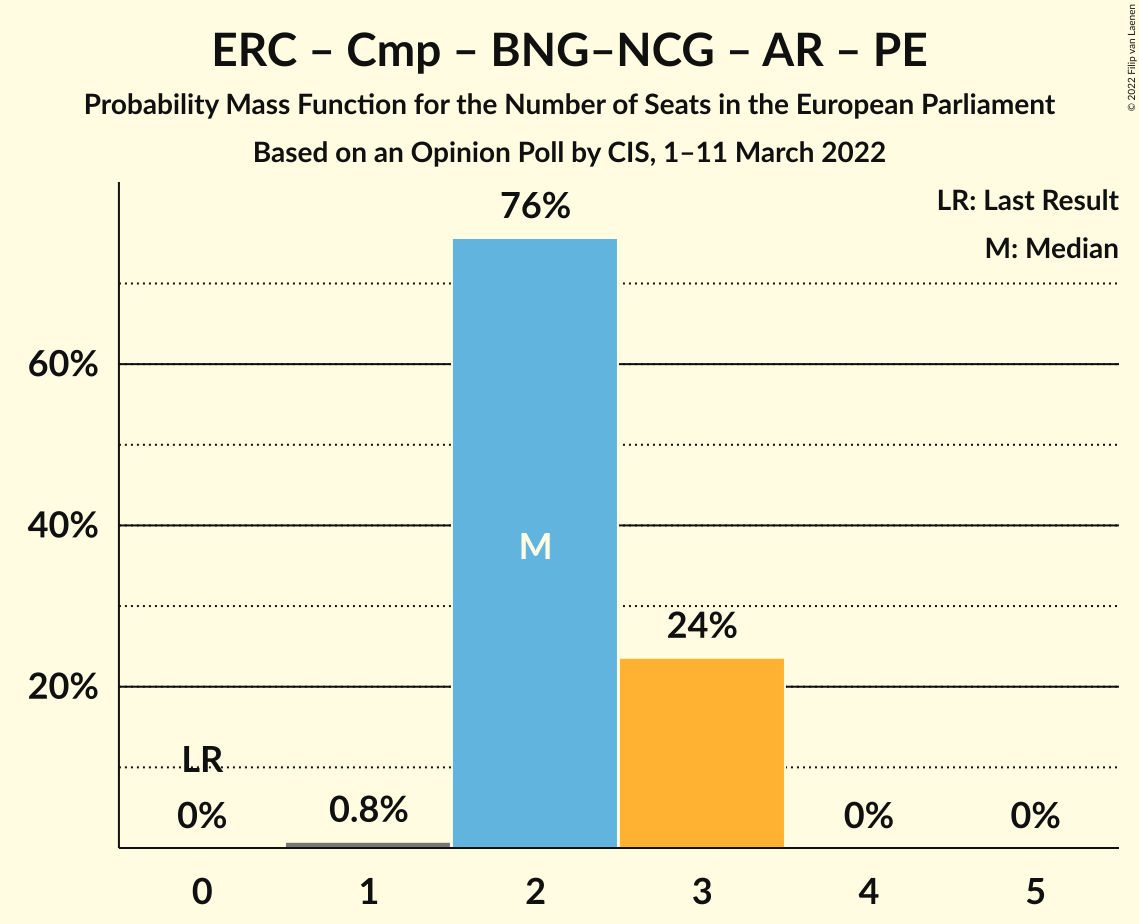 ERC – Cmp – BNG–NCG – AR – PE
Probability Mass Function for the Number of Seats in the European Parliament
Based on an Opinion Poll by CIS, 1–11 March 2022
© 2022 Filip van Laenen
LR: Last Result
M: Median
76%
60%
40%
M
24%
20%
LR
0%
0.8%
0%
0%
0
1
2
3
4
5